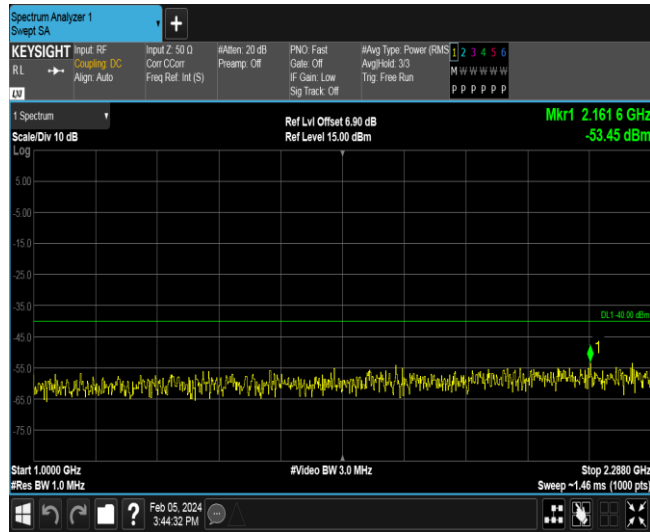 Spectrum Analyzer 1
Swept SA
KEYSIGHT
RL
LXI
Input: RF
Coupling: DC
Align: Auto
Input Z: 50 Ω
Corr CCorr
Freq Ref: Int (S)
#Atten: 20 dB
Preamp: Off
PNO: Fast
Gate: Off
IF Gain: Low
Sig Track: Off
#Avg Type: Power (RMS
Avg|Hold: 3/3
Trig: Free Run
1 2 3 4 5 6
M W W W W W
P P P P P P
1 Spectrum
Scale/Div 10 dB
Log
Ref Lvl Offset 6.90 dB
Ref Level 15.00 dBm
Mkr1 2.161 6 GHz
-53.45 dBm
5.00
-5.00
-15.0
-25.0
-35.0
DL1 -40.00 dBm
-45.0
1
-55.0
-65.0
-75.0
Start 1.0000 GHz
#Res BW 1.0 MHz
#Video BW 3.0 MHz
Stop 2.2880 GHz
Sweep ~1.46 ms (1000 pts)
?
Feb 05, 2024
3:44:32 PM